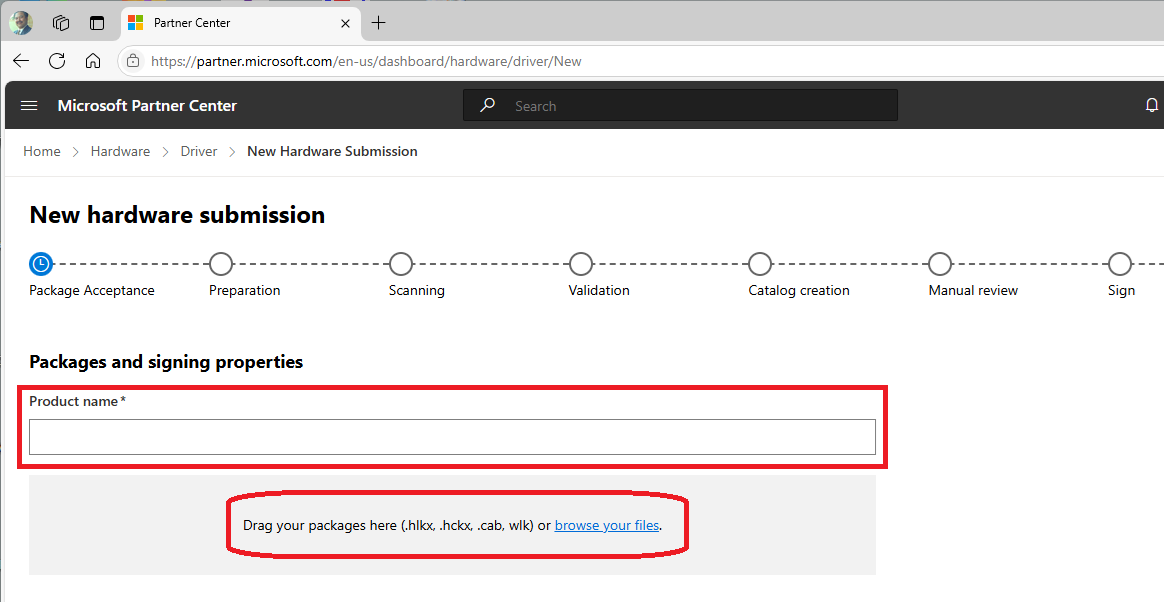 Partner Center
https://partner.microsoft.com/en-us/dashboard/hardware/driver/New
Microsoft Partner Center
Search
Home > Hardware > Driver > New Hardware Submission
New hardware submission
Package Acceptance Preparation Scanning Validation Catalog creation Manual review Sign
Packages and signing properties
Product name*
Drag your packages here (.hlkx, .hckx, .cab, wlk) or browse your files.